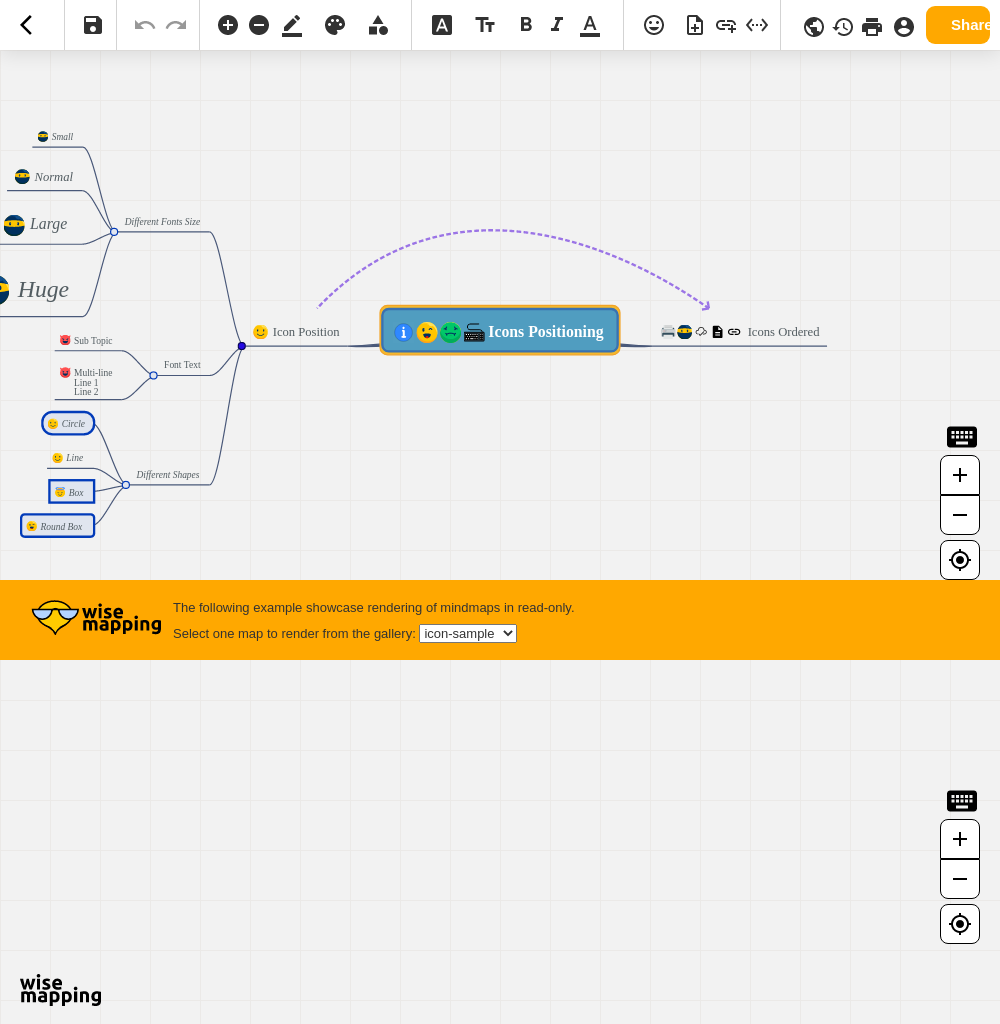 Share
Small
Normal
Large
Huge
Different Fonts Size
Icon Position
Icons Positioning
Icons Ordered
Sub Topic
Font Text
Multi-line
Line 1
Line 2
Circle
Line
Different Shapes
Box
Round Box
wise
mapping
The following example showcase rendering of mindmaps in read-only.
Select one map to render from the gallery: icon-sample
wise
mapping